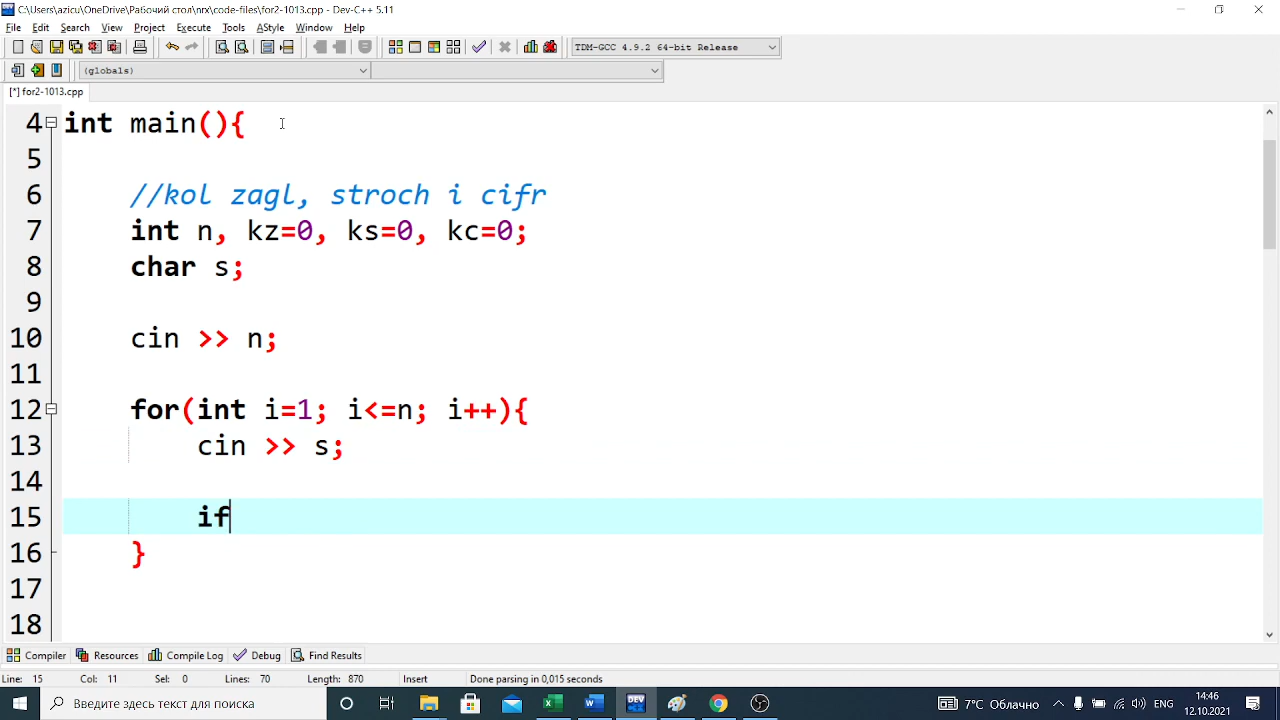 C:\Users\azicu\OneDrive\Рабочий стол\nrx\code-files\for2-1013.cpp - Dev-C++ 5.11
File Edit Search View Project Execute Tools AStyle Window Help
TDM-GCC 4.9.2 64-bit Release
(globals)
[*] for2-1013.cpp
4 int main(){
5
6 //kol zagl, stroch i cifr
7 int n, kz=0, ks=0, kc=0;
8 char s;
9
10 cin >> n;
11
12 for(int i=1; i<=n; i++){
13 cin >> s;
14
15 if
16 }
17
18
Compiler Resources Compile Log Debug Find Results
Line: 15 Col: 11 Sel: 0 Lines: 70 Length: 870 Insert Done parsing in 0,015 seconds
Введите здесь текст для поиска 7°C Облачно ENG 14:46
12.10.2021